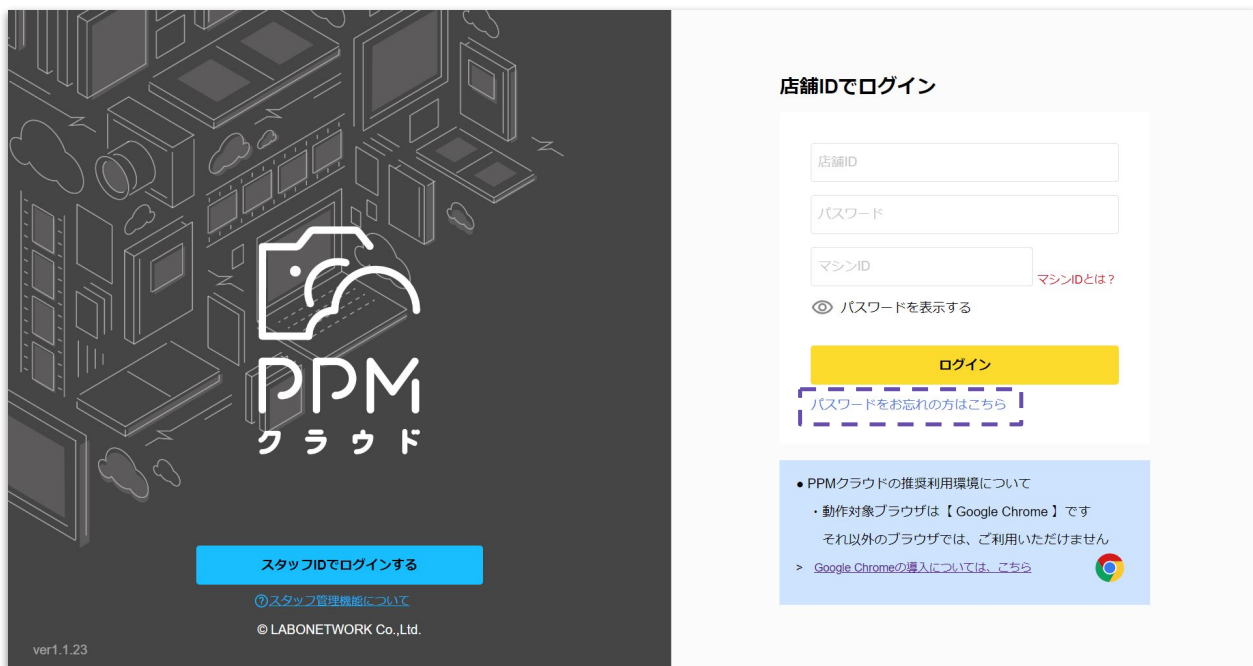 PPM
クラウド
スタッフIDでログインする
?スタッフ管理機能について
© LABONETWORK Co.,Ltd.
ver1.1.23
店舗IDでログイン
店舗ID
パスワード
マシンID
マシンIDとは？
パスワードを表示する
ログイン
パスワードをお忘れの方はこちら
● PPMクラウドの推奨利用環境について
・動作対象ブラウザは【 Google Chrome 】です
それ以外のブラウザでは、ご利用いただけません
> Google Chromeの導入については、こちら